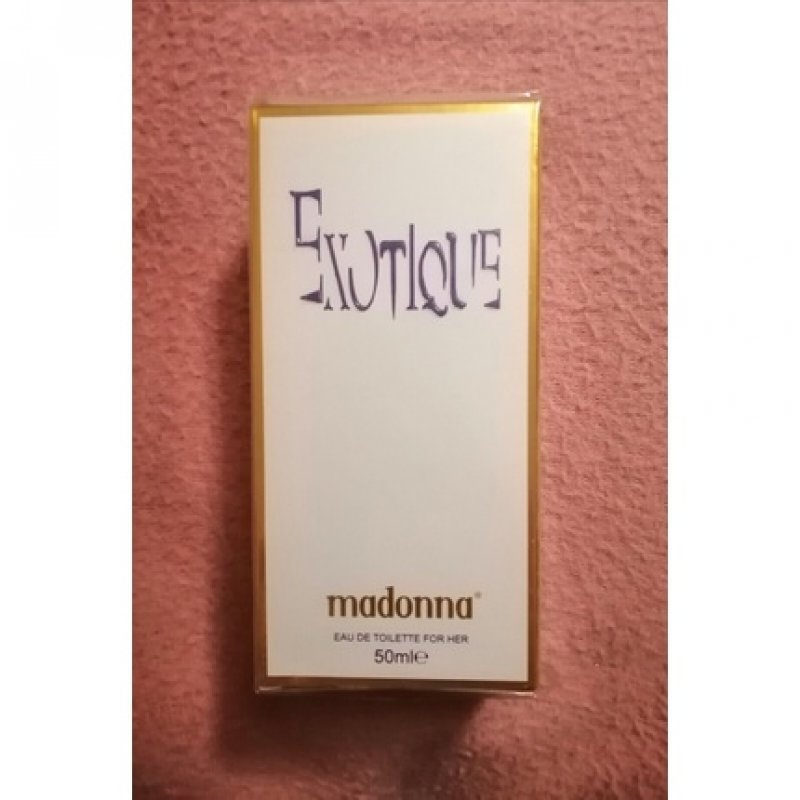 EXOTIQUE
madonna®
EAU DE TOILETTE FOR HER
50ml℮